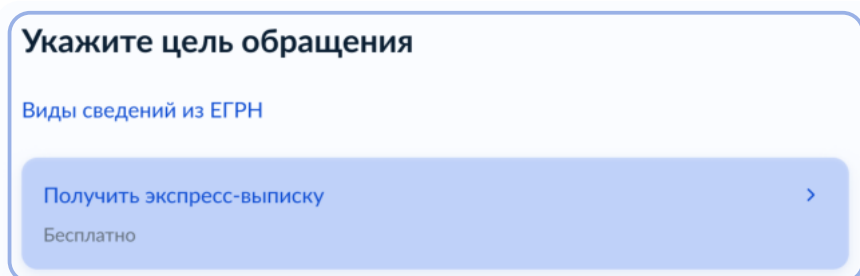 Укажите цель обращения
Виды сведений из ЕГРН
Получить экспресс-выписку
Бесплатно